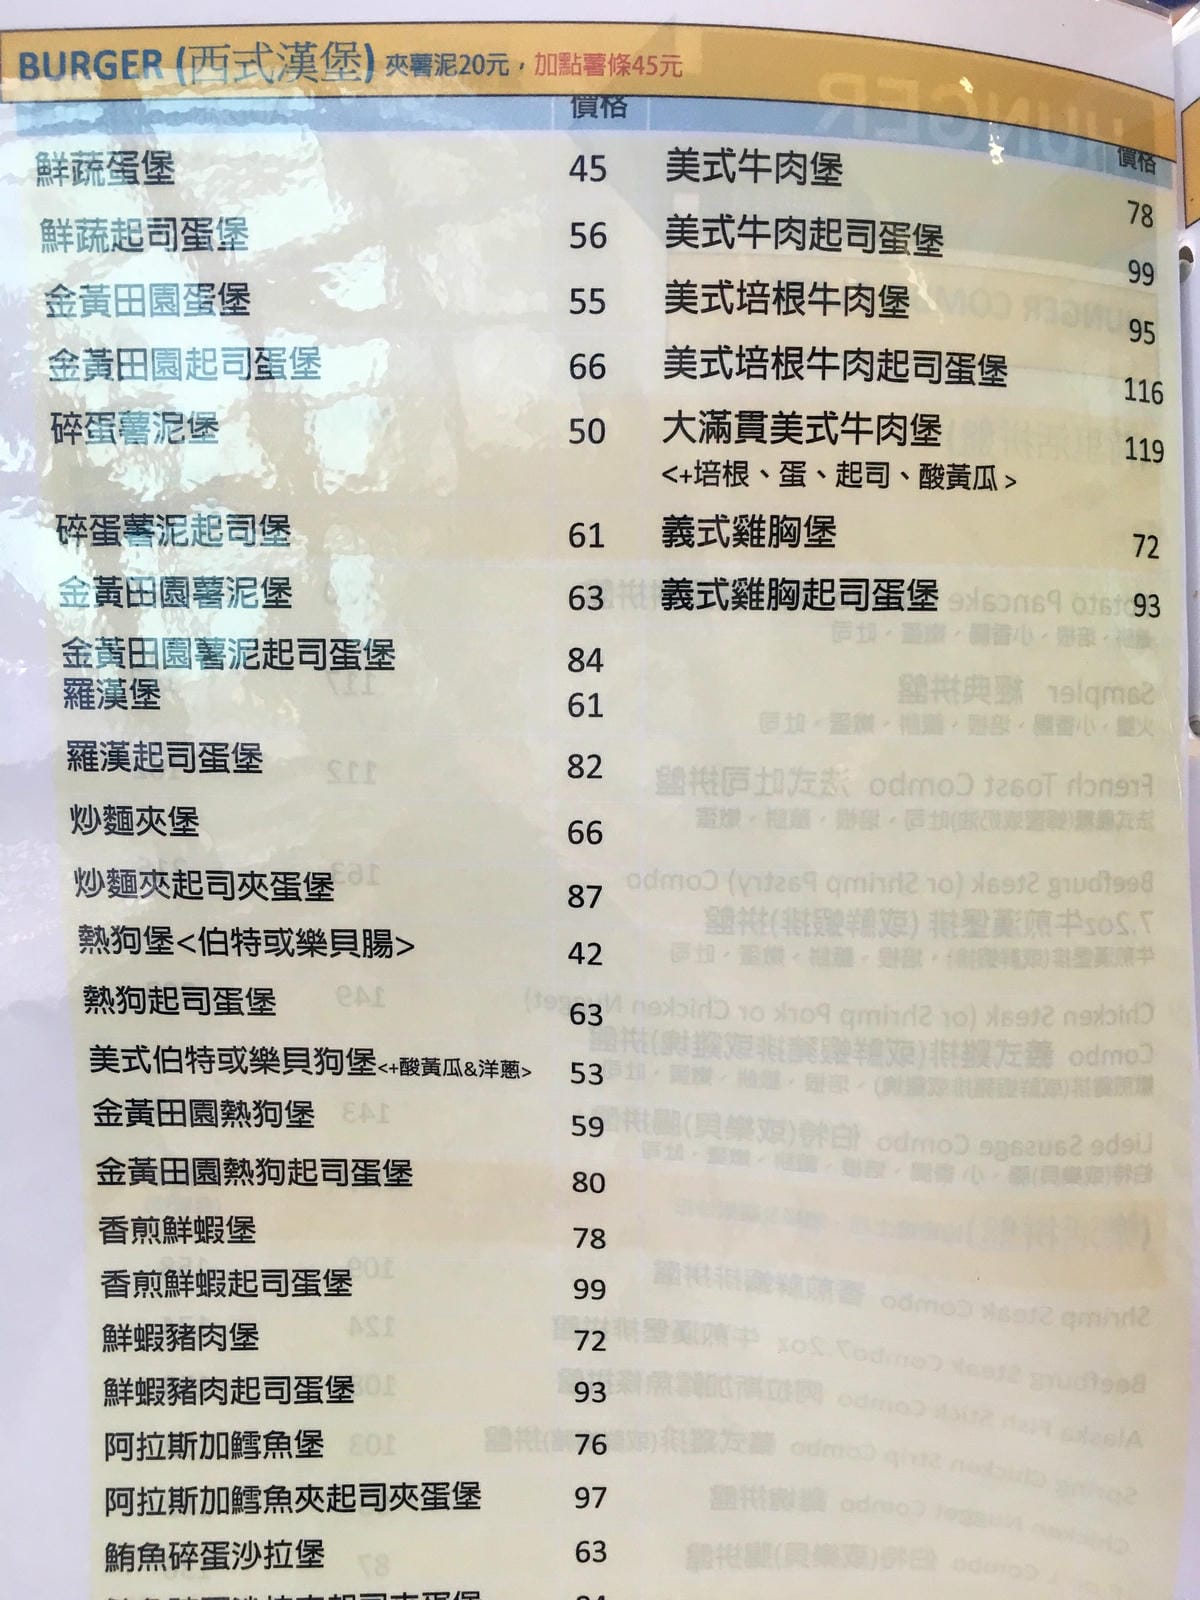 BURGER (西式漢堡) 夾薯泥20元，加點薯條45元
價格
鮮蔬蛋堡 45
鮮蔬起司蛋堡 56
金黃田園蛋堡 55
金黃田園起司蛋堡 66
碎蛋薯泥堡 50
碎蛋薯泥起司堡 61
金黃田園薯泥堡 63
金黃田園薯泥起司蛋堡 84
羅漢堡 61
羅漢起司蛋堡 82
炒麵夾堡 66
炒麵夾起司夾蛋堡 87
熱狗堡<伯特或樂貝腸> 42
熱狗起司蛋堡 63
美式伯特或樂貝狗堡<+酸黃瓜&洋蔥> 53
金黃田園熱狗堡 59
金黃田園熱狗起司蛋堡 80
香煎鮮蝦堡 78
香煎鮮蝦起司蛋堡 99
鮮蝦豬肉堡 72
鮮蝦豬肉起司蛋堡 93
阿拉斯加鱈魚堡 76
阿拉斯加鱈魚夾起司夾蛋堡 97
鮪魚碎蛋沙拉堡 63
價格
美式牛肉堡 78
美式牛肉起司蛋堡 99
美式培根牛肉堡 95
美式培根牛肉起司蛋堡 116
大滿貫美式牛肉堡 119
<+培根、蛋、起司、酸黃瓜>
義式雞胸堡 72
義式雞胸起司蛋堡 93